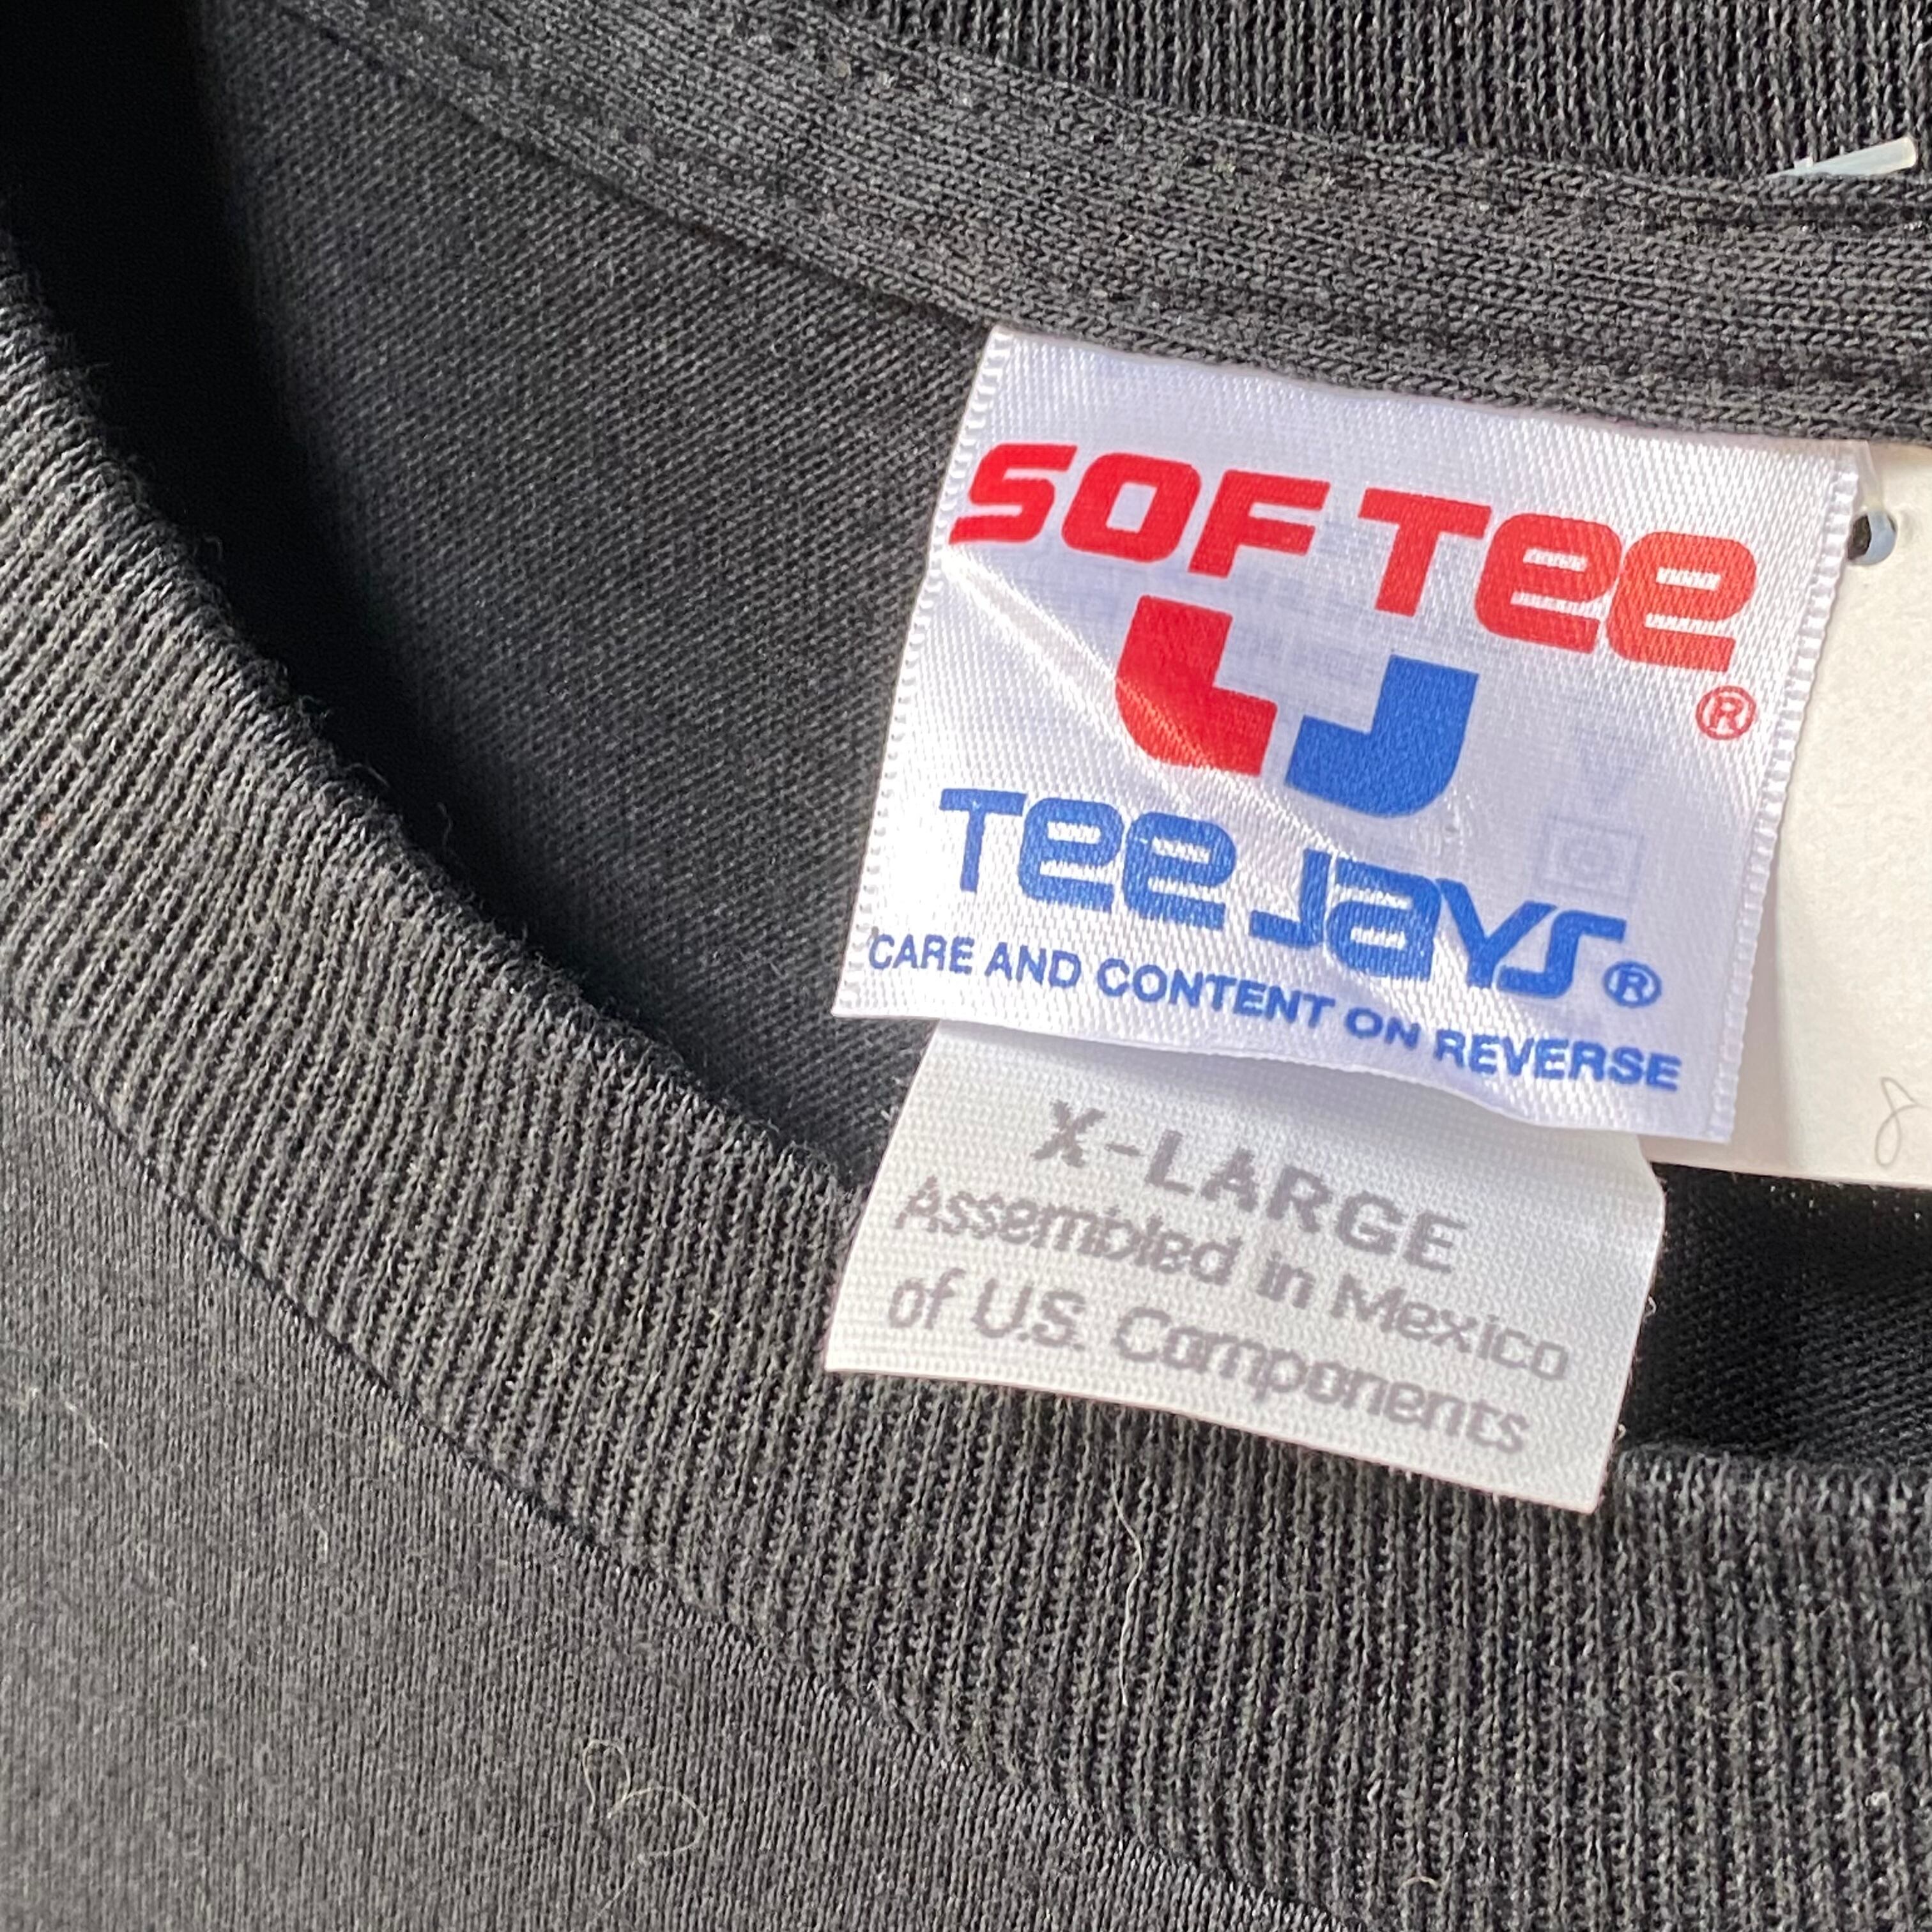 SOF Tee®
Tee Jays®
CARE AND CONTENT ON REVERSE
X-LARGE
Assembled in Mexico
of U.S. Components